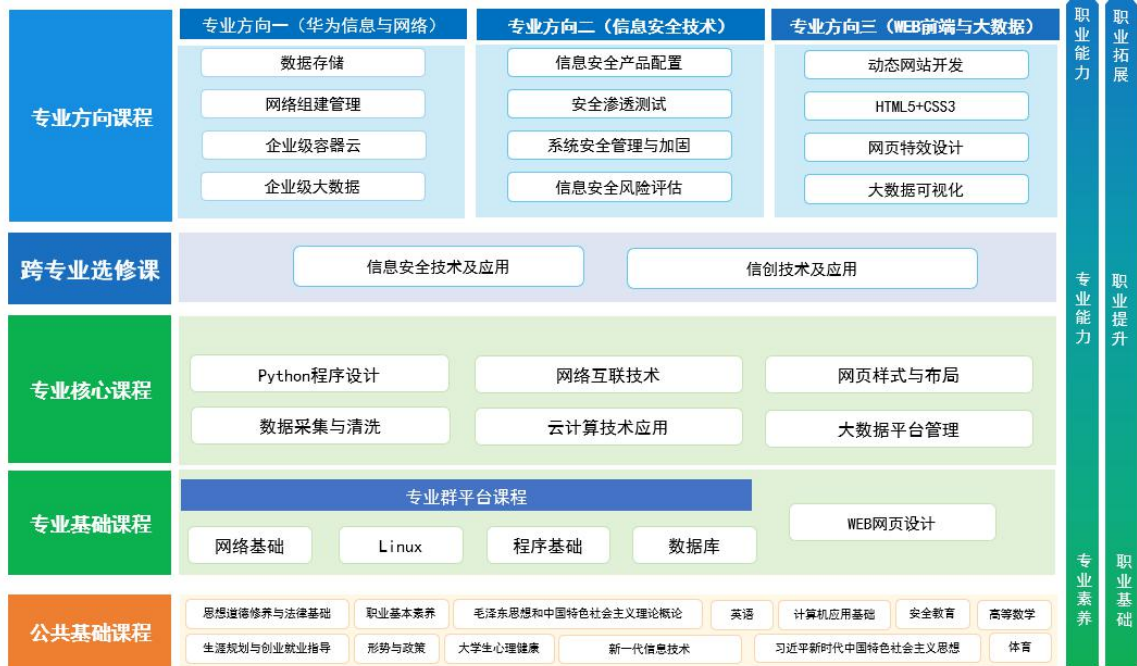 专业方向课程
专业方向一（华为信息与网络）
数据存储
网络组建管理
企业级容器云
企业级大数据
专业方向二（信息安全技术）
信息安全产品配置
安全渗透测试
系统安全管理与加固
信息安全风险评估
专业方向三（WEB前端与大数据）
动态网站开发
HTML5+CSS3
网页特效设计
大数据可视化
跨专业选修课
信息安全技术及应用
信创技术及应用
专业核心课程
Python程序设计
网络互联技术
网页样式与布局
数据采集与清洗
云计算技术应用
大数据平台管理
专业基础课程
专业群平台课程
网络基础
Linux
程序基础
数据库
WEB网页设计
公共基础课程
思想道德修养与法律基础
职业基本素养
毛泽东思想和中国特色社会主义理论概论
英语
计算机应用基础
安全教育
高等数学
生涯规划与创业就业指导
形势与政策
大学生心理健康
新一代信息技术
习近平新时代中国特色社会主义思想
体育
职业能力
专业能力
专业素养
职业拓展
职业提升
职业基础